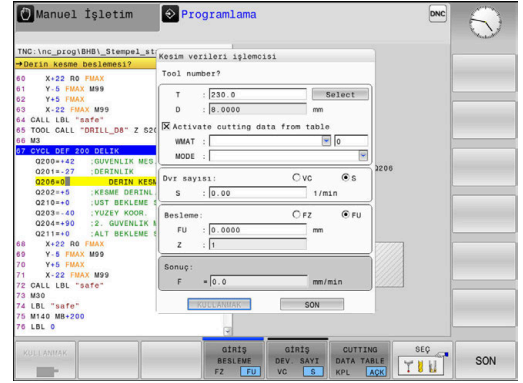 Manuel İşletim
Programlama
DNC
TNC:\nc_prog\BHB\_Stempel_st
→Derin kesme beslemesi?
60 X+22 R0 FMAX
61 Y-5 FMAX M99
62 Y+5 FMAX
63 X-22 FMAX M99
64 CALL LBL "safe"
65 TOOL CALL "DRILL_D8" Z S20
66 M3
67 CYCL DEF 200 DELIK
Q200=+42 ;GUVENLIK MES
Q201=-27 ;DERINLIK
Q206=0 DERIN KESM
Q202=+5 ;KESME DERINL
Q210=+0 ;UST BEKLEME S
Q203=-40 ;YUZEY KOOR.
Q204=+90 ;2. GUVENLIK M
Q211=+0 ;ALT BEKLEME S
68 X+22 R0 FMAX
69 Y-5 FMAX M99
70 Y+5 FMAX
71 X-22 FMAX M99
72 CALL LBL "safe"
73 M30
74 LBL "safe"
75 M140 MB+200
76 LBL 0
Kesim verileri işlemcisi
Tool number?
T : 230.0 Select
D : 8.0000 mm
Activate cutting data from table
WMAT : 0
MODE :
Dvr sayısı: VC S
S : 0.00 1/min
Besleme: FZ FU
FU : 0.0000 mm
Z : 1
Sonuç:
F = 0.0 mm/min
KULLANMAK SON
Q206
KULLANMAK
GİRİŞ BESLEME FZ FU
GİRİŞ DEV. SAYI VC S
CUTTING DATA TABLE KPL AÇK
SEÇ
SON